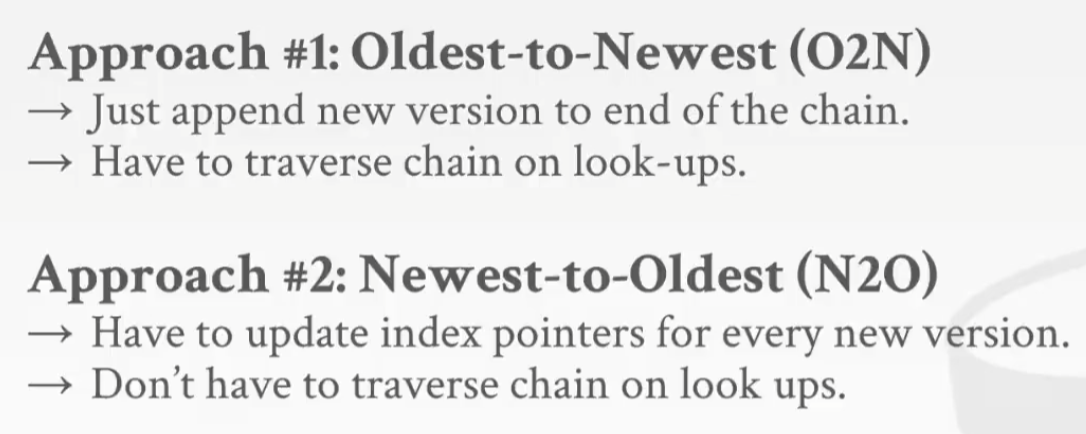 Approach #1: Oldest-to-Newest (O2N)
→ Just append new version to end of the chain.
→ Have to traverse chain on look-ups.
Approach #2: Newest-to-Oldest (N2O)
→ Have to update index pointers for every new version.
→ Don’t have to traverse chain on look ups.